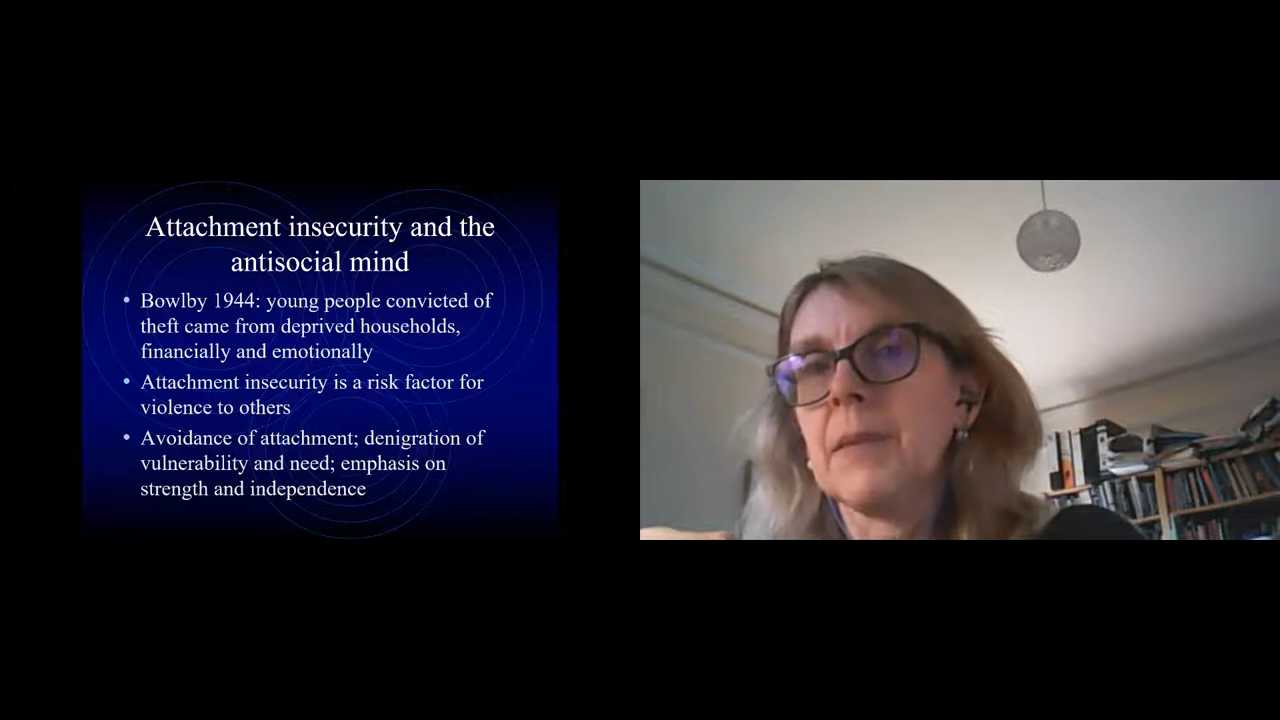 Attachment insecurity and the
antisocial mind
• Bowlby 1944: young people convicted of
theft came from deprived households,
financially and emotionally
• Attachment insecurity is a risk factor for
violence to others
• Avoidance of attachment; denigration of
vulnerability and need; emphasis on
strength and independence